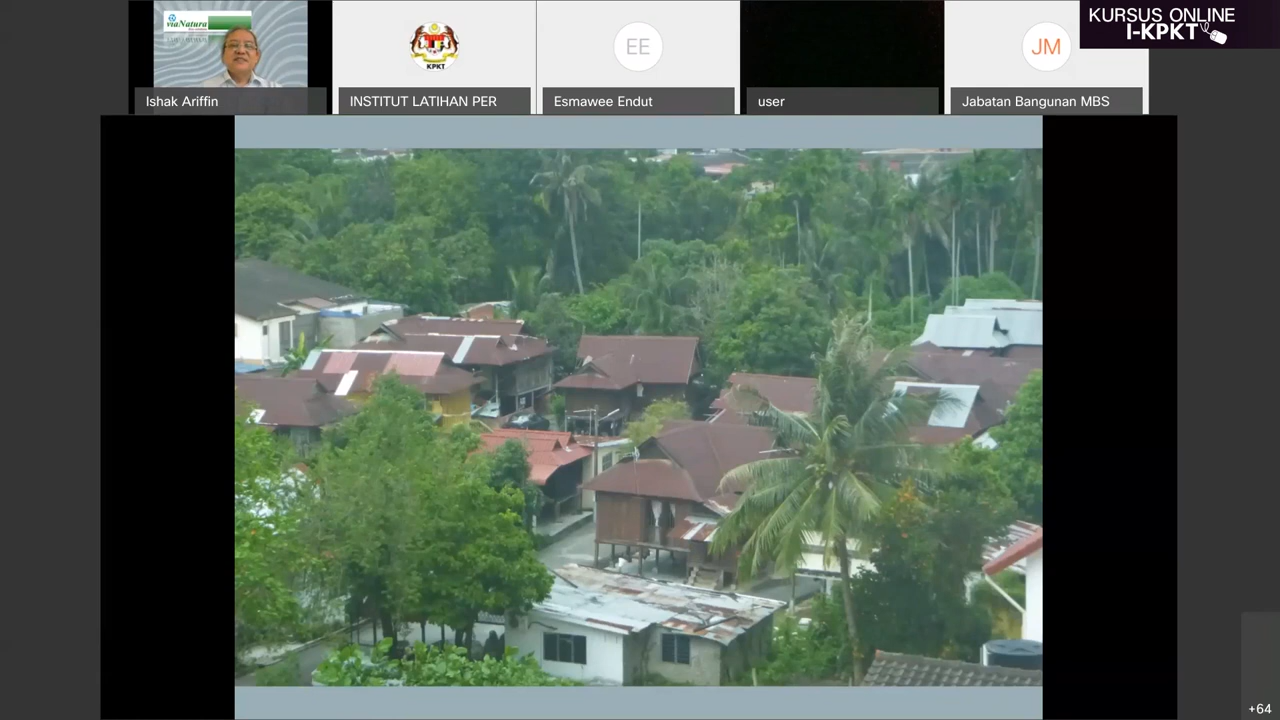 viaNatura
Ishak Ariffin
KPKT
INSTITUT LATIHAN PER
EE
Esmawee Endut
user
JM
Jabatan Bangunan MBS
KURSUS ONLINE
I-KPKT
+64